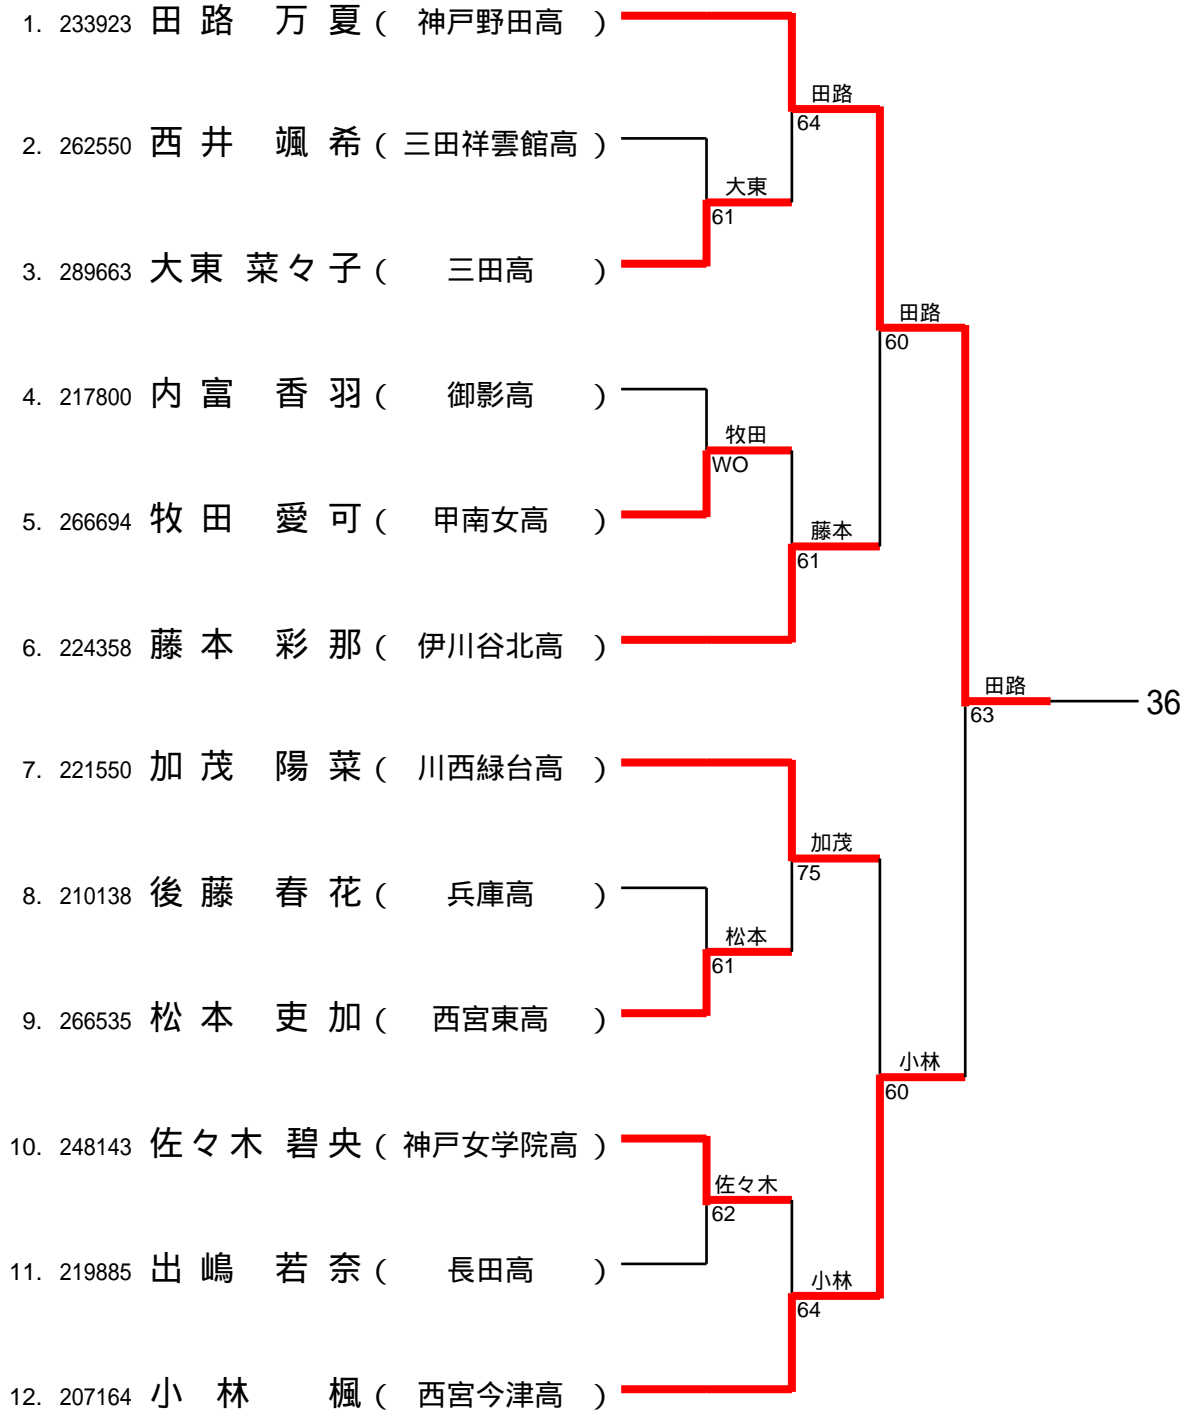 1. 233923 田路 万夏 ( 神戸野田高 )
田路
64
2. 262550 西井 颯希 ( 三田祥雲館高 )
大東
61
3. 289663 大東 菜々子 ( 三田高 )
田路
60
4. 217800 内富 香羽 ( 御影高 )
牧田
WO
5. 266694 牧田 愛可 ( 甲南女高 )
藤本
61
6. 224358 藤本 彩那 ( 伊川谷北高 )
田路
63
36
7. 221550 加茂 陽菜 ( 川西緑台高 )
加茂
75
8. 210138 後藤 春花 ( 兵庫高 )
松本
61
9. 266535 松本 吏加 ( 西宮東高 )
小林
60
10. 248143 佐々木 碧央 ( 神戸女学院高 )
佐々木
62
11. 219885 出嶋 若奈 ( 長田高 )
小林
64
12. 207164 小林 楓 ( 西宮今津高 )